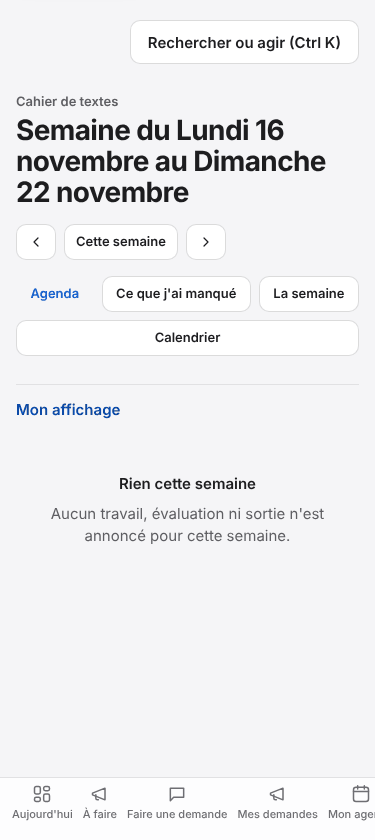 Rechercher ou agir (Ctrl K)
Cahier de textes
Semaine du Lundi 16
novembre au Dimanche
22 novembre
Cette semaine
Agenda
Ce que j'ai manqué
La semaine
Calendrier
Mon affichage
Rien cette semaine
Aucun travail, évaluation ni sortie n'est
annoncé pour cette semaine.
Aujourd'hui
À faire
Faire une demande
Mes demandes
Mon age